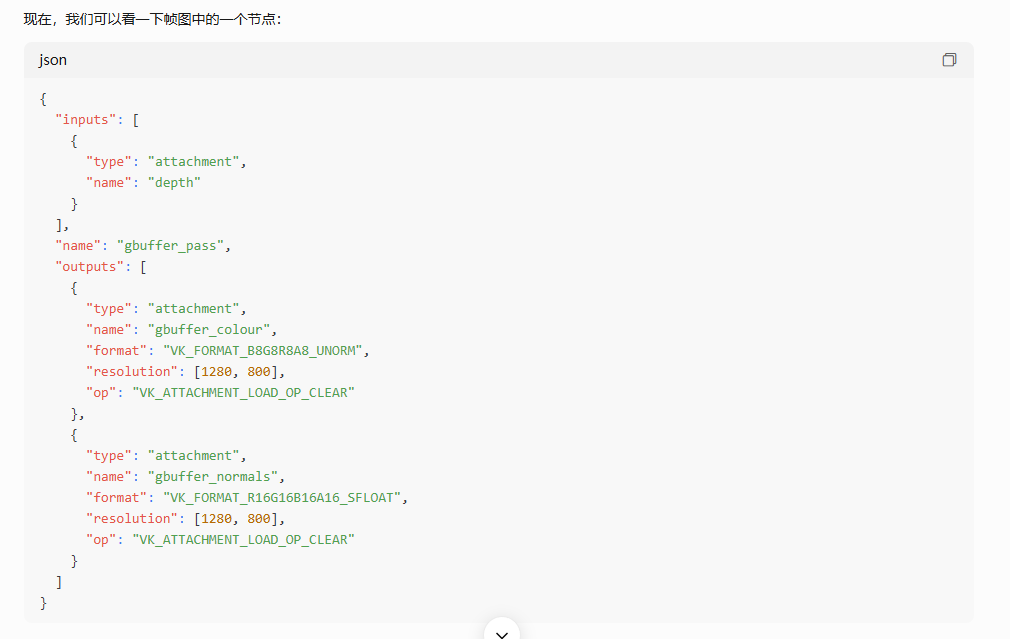 现在，我们可以看一下帧图中的一个节点：
json
{
  "inputs": [
    {
      "type": "attachment",
      "name": "depth"
    }
  ],
  "name": "gbuffer_pass",
  "outputs": [
    {
      "type": "attachment",
      "name": "gbuffer_colour",
      "format": "VK_FORMAT_B8G8R8A8_UNORM",
      "resolution": [1280, 800],
      "op": "VK_ATTACHMENT_LOAD_OP_CLEAR"
    },
    {
      "type": "attachment",
      "name": "gbuffer_normals",
      "format": "VK_FORMAT_R16G16B16A16_SFLOAT",
      "resolution": [1280, 800],
      "op": "VK_ATTACHMENT_LOAD_OP_CLEAR"
    }
  ]
}